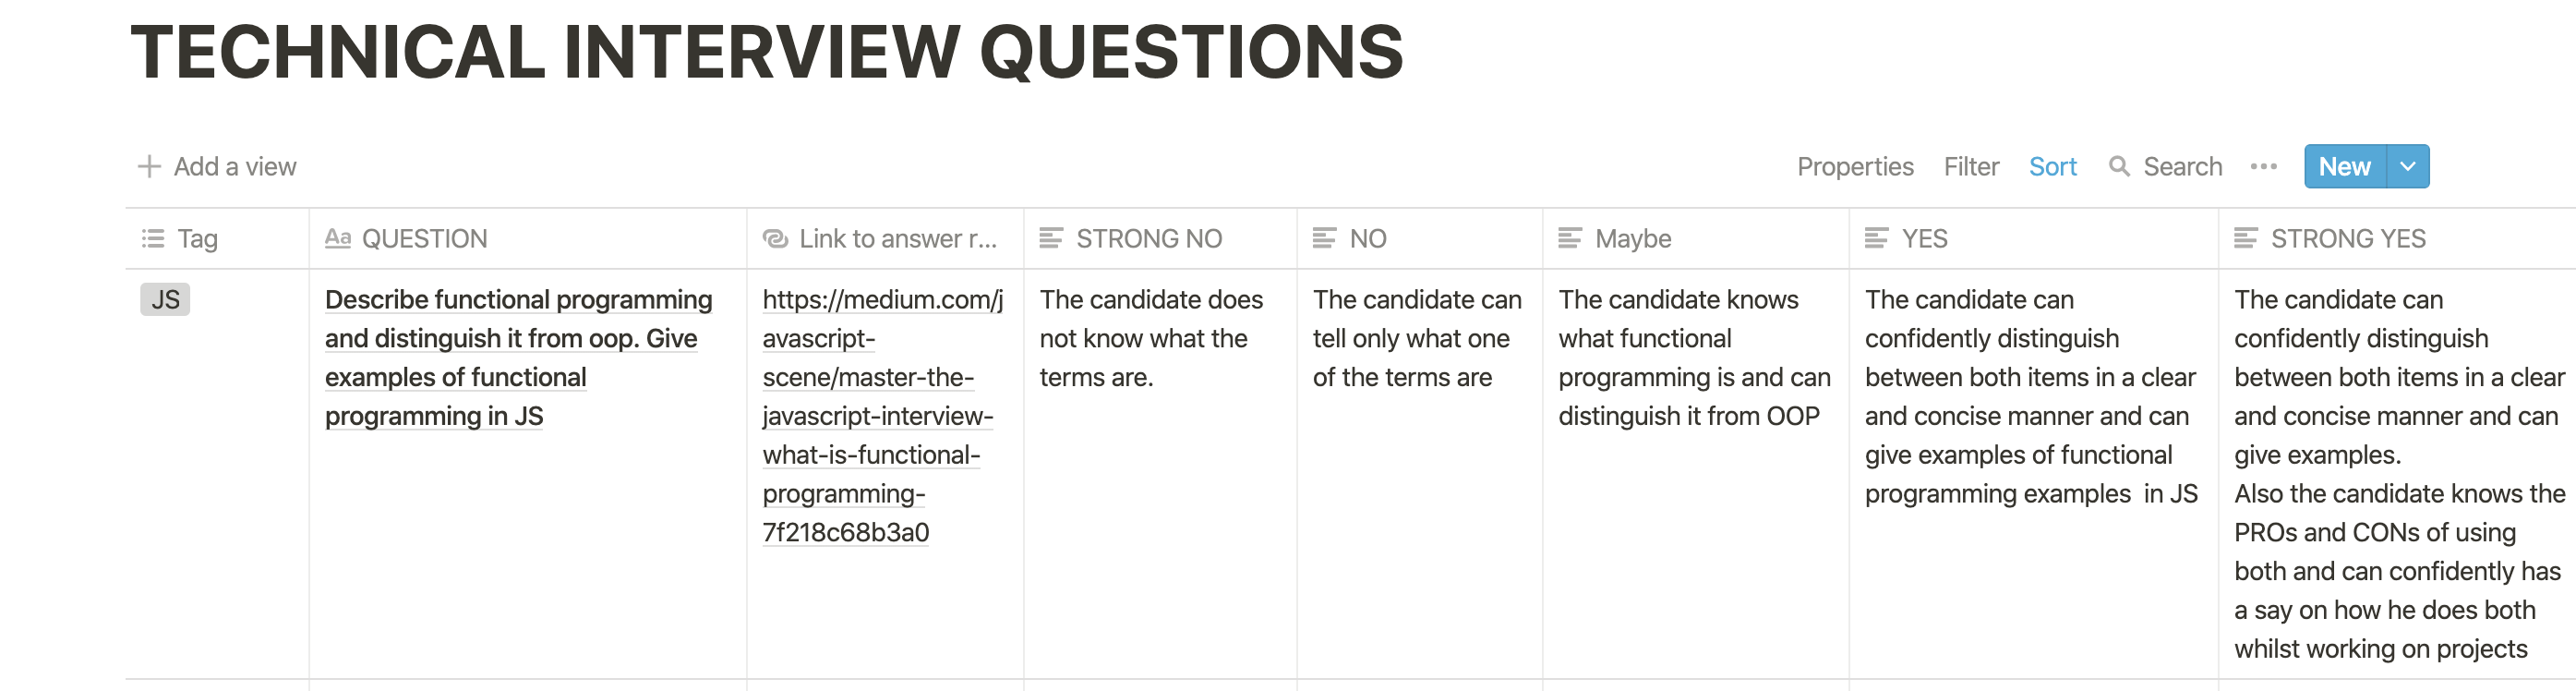 TECHNICAL INTERVIEW QUESTIONS
Add a view
Properties Filter Sort Search New
Tag
Aa QUESTION
Link to answer r...
STRONG NO
NO
Maybe
YES
STRONG YES
JS
Describe functional programming
and distinguish it from oop. Give
examples of functional
programming in JS
https://medium.com/j
avascript-
scene/master-the-
javascript-interview-
what-is-functional-
programming-
7f218c68b3a0
The candidate does
not know what the
terms are.
The candidate can
tell only what one
of the terms are
The candidate knows
what functional
programming is and can
distinguish it from OOP
The candidate can
confidently distinguish
between both items in a clear
and concise manner and can
give examples of functional
programming examples  in JS
The candidate can
confidently distinguish
between both items in a clear
and concise manner and can
give examples.
Also the candidate knows the
PROs and CONs of using
both and can confidently has
a say on how he does both
whilst working on projects